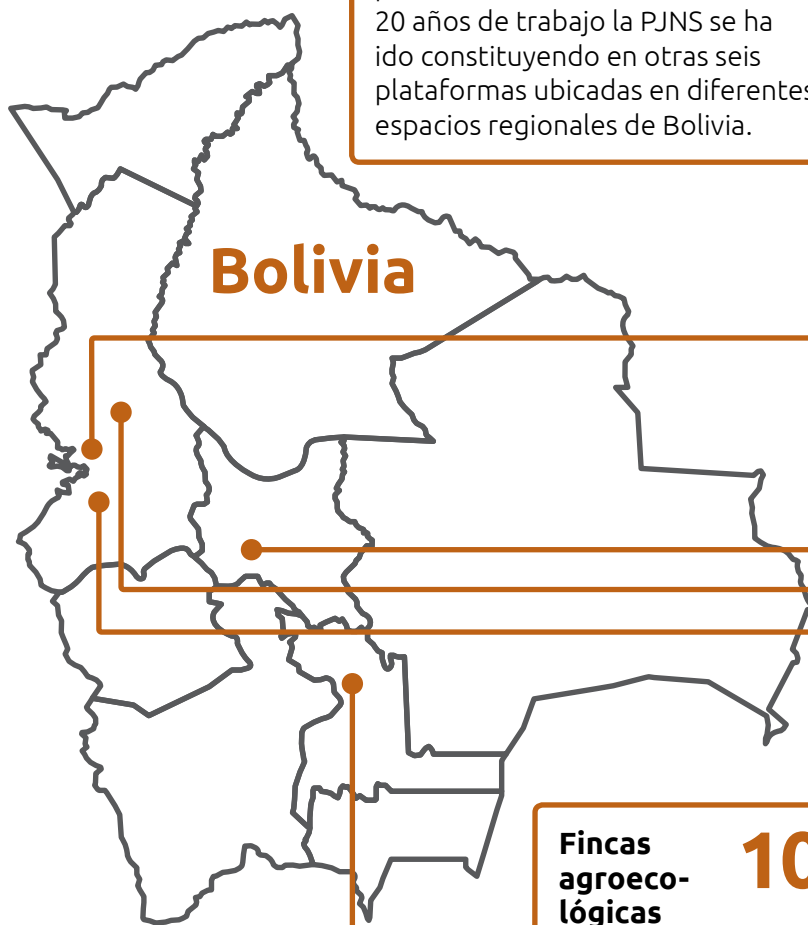 20 años de trabajo la PJNS se ha
ido constituyendo en otras seis
plataformas ubicadas en diferentes
espacios regionales de Bolivia.
Bolivia
Fincas
agroeco-
lógicas
10